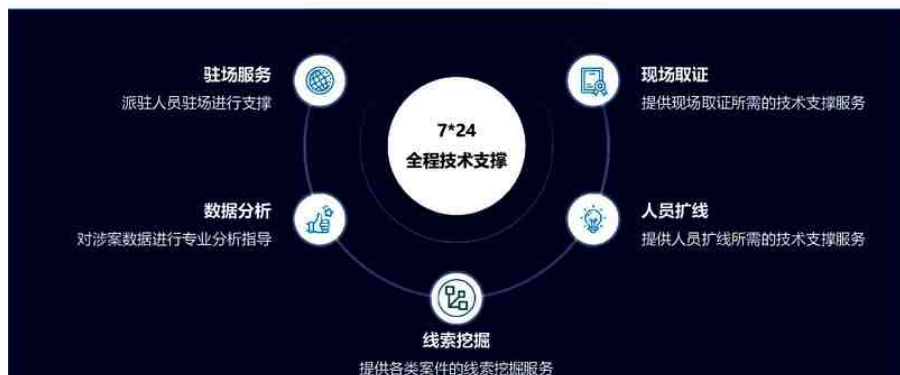 驻场服务
派驻人员驻场进行支撑
现场取证
提供现场取证所需的技术支撑服务
7*24
全程技术支撑
数据分析
对涉案数据进行专业分析指导
人员扩线
提供人员扩线所需的技术支撑服务
线索挖掘
提供各类案件的线索挖掘服务